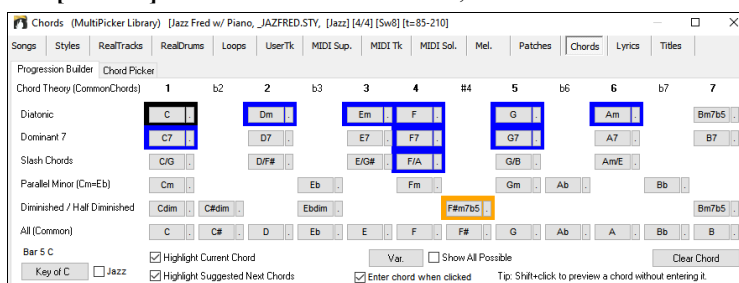 Chords (MultiPicker Library) [Jazz Fred w/ Piano, _JAZFRED.STY, [Jazz] [4/4] [Sw8] [t=85-210]
Songs Styles RealTracks RealDrums Loops UserTk MIDI Sup. MIDI Tk MIDI Sol. Mel. Patches Chords Lyrics Titles
Progression Builder Chord Picker
Chord Theory (CommonChords) 1 b2 2 b3 3 4 #4 5 b6 6 b7 7
Diatonic C . Dm . Em . F . G . Am . Bm7b5 .
Dominant 7 C7 . D7 . E7 . F7 . G7 . A7 . B7 .
Slash Chords C/G . D/F# . E/G# . F/A . G/B . Am/E .
Parallel Minor (Cm=Eb) Cm . Eb . Fm . Gm . Ab . Bb .
Diminished / Half Diminished Cdim . C#dim . Ebdim . F#m7b5 . Bm7b5 .
All (Common) C . C# . D . Eb . E . F . F# . G . Ab . A . Bb . B .
Bar 5 C Highlight Current Chord Var. Show All Possible Clear Chord
Key of C Jazz Highlight Suggested Next Chords Enter chord when clicked Tip: Shift+click to preview a chord without entering it.